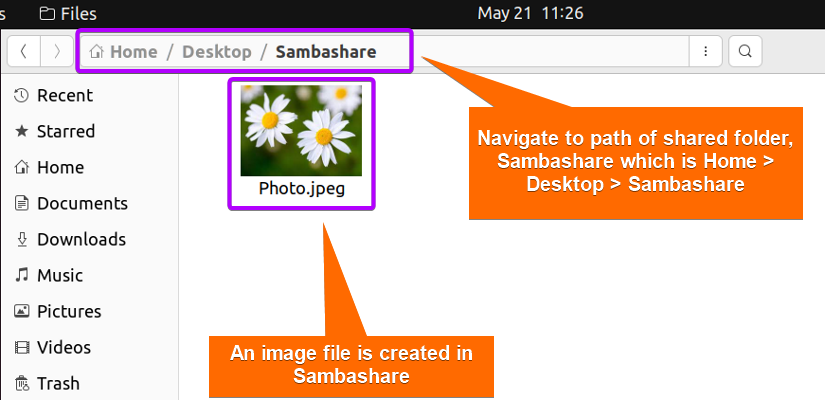 s
Files
May 21 11:26
Home / Desktop / Sambashare
Recent
Starred
Home
Documents
Downloads
Music
Pictures
Videos
Trash
Photo.jpeg
Navigate to path of shared folder,
Sambashare which is Home >
Desktop > Sambashare
An image file is created in
Sambashare